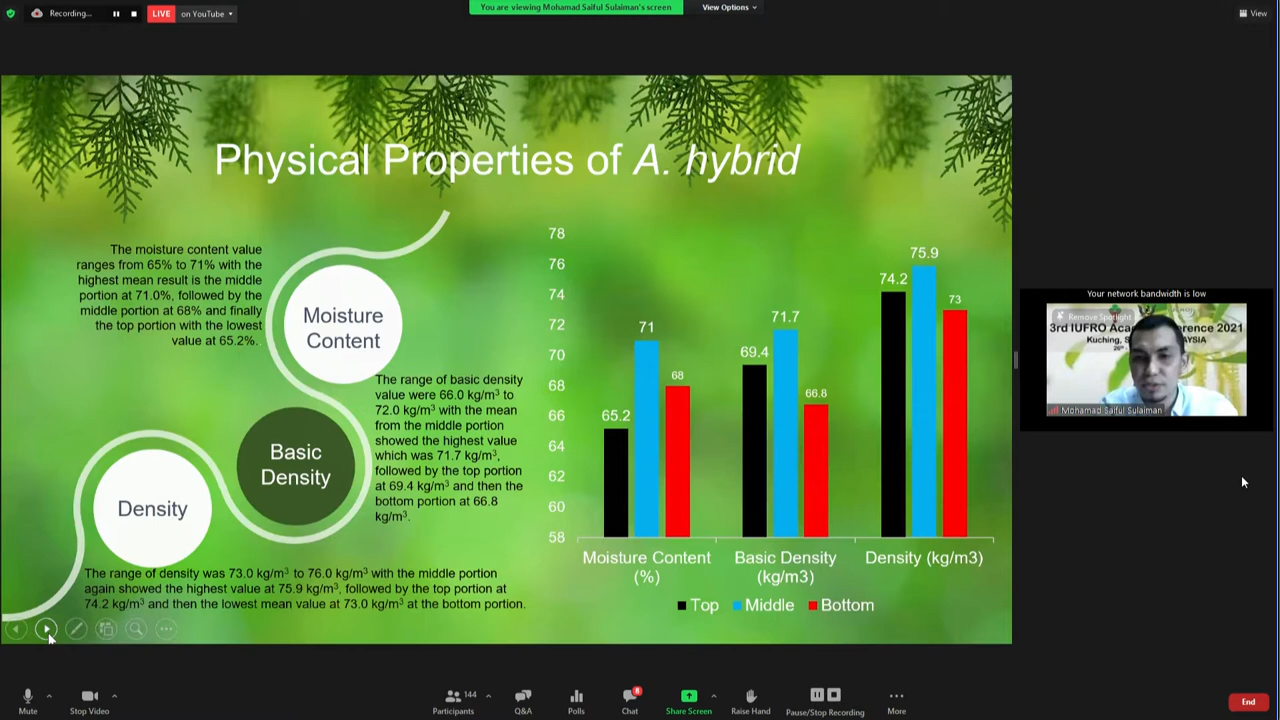 Recording...
LIVE
on YouTube
You are viewing Mohamad Saiful Sulaiman's screen
View Options
View
Physical Properties of A. hybrid
The moisture content value
ranges from 65% to 71% with the
highest mean result is the middle
portion at 71.0%, followed by the
middle portion at 68% and finally
the top portion with the lowest
value at 65.2%.
Moisture
Content
The range of basic density
value were 66.0 kg/m³ to
72.0 kg/m³ with the mean
from the middle portion
showed the highest value
which was 71.7 kg/m³,
followed by the top portion
at 69.4 kg/m³ and then the
bottom portion at 66.8
kg/m³.
Basic
Density
Density
The range of density was 73.0 kg/m³ to 76.0 kg/m³ with the middle portion
again showed the highest value at 75.9 kg/m³, followed by the top portion at
74.2 kg/m³ and then the lowest mean value at 73.0 kg/m³ at the bottom portion.
78
76
74
72
70
68
66
64
62
60
58
65.2
71
68
69.4
71.7
66.8
74.2
75.9
73
Moisture Content
(%)
Basic Density
(kg/m3)
Density (kg/m3)
Top
Middle
Bottom
Your network bandwidth is low
Remove Spotlight
3rd IUFRO Aca ference 2021
Kuching, S AYSIA
Mohamad Saiful Sulaiman
Mute
Stop Video
144
Participants
Q&A
Polls
8
Chat
Share Screen
Raise Hand
Pause/Stop Recording
More
End